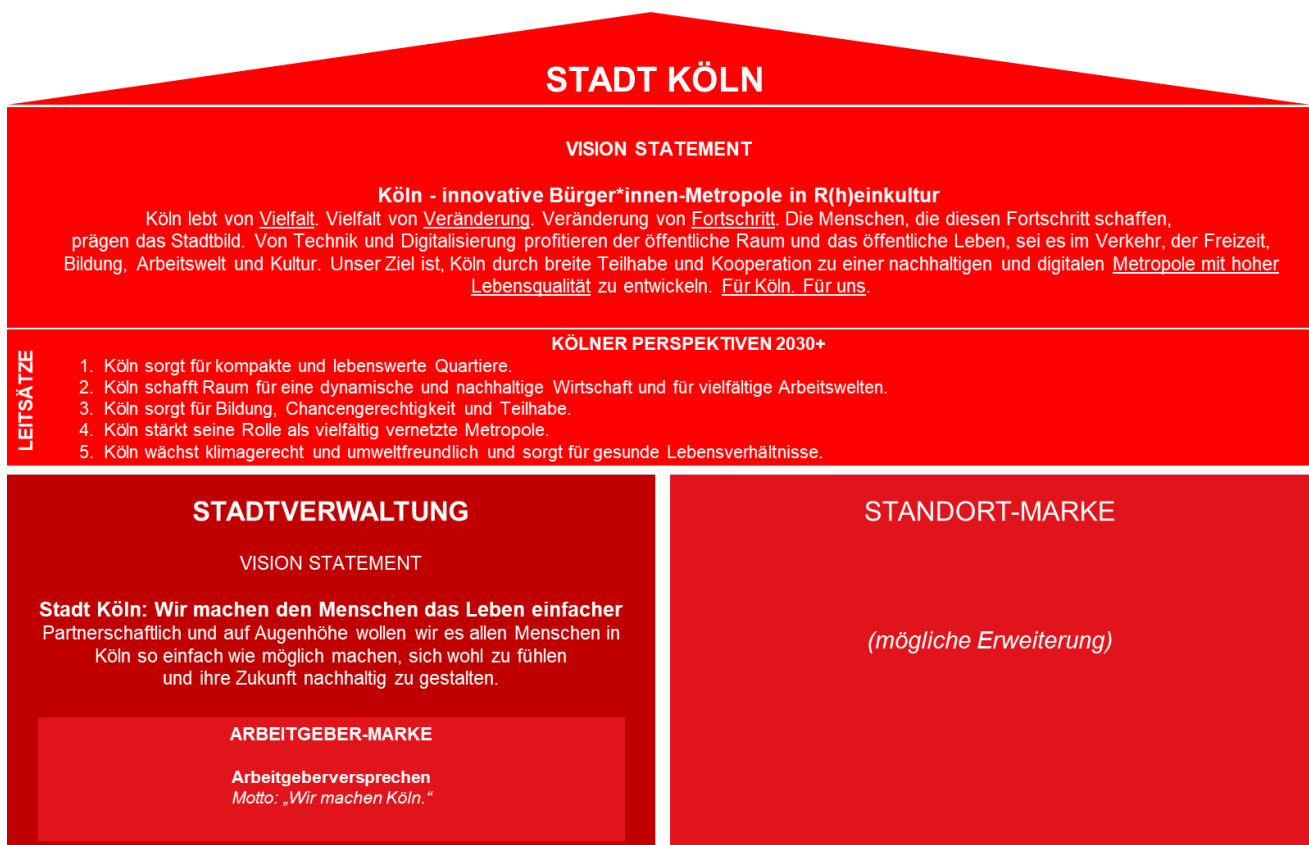 STADT KÖLN
VISION STATEMENT
Köln - innovative Bürger*innen-Metropole in R(h)einkultur
Köln lebt von Vielfalt. Vielfalt von Veränderung. Veränderung von Fortschritt. Die Menschen, die diesen Fortschritt schaffen,
prägen das Stadtbild. Von Technik und Digitalisierung profitieren der öffentliche Raum und das öffentliche Leben, sei es im Verkehr, der Freizeit,
Bildung, Arbeitswelt und Kultur. Unser Ziel ist, Köln durch breite Teilhabe und Kooperation zu einer nachhaltigen und digitalen Metropole mit hoher
Lebensqualität zu entwickeln. Für Köln. Für uns.
LEITSÄTZE
KÖLNER PERSPEKTIVEN 2030+
1. Köln sorgt für kompakte und lebenswerte Quartiere.
2. Köln schafft Raum für eine dynamische und nachhaltige Wirtschaft und für vielfältige Arbeitswelten.
3. Köln sorgt für Bildung, Chancengerechtigkeit und Teilhabe.
4. Köln stärkt seine Rolle als vielfältig vernetzte Metropole.
5. Köln wächst klimagerecht und umweltfreundlich und sorgt für gesunde Lebensverhältnisse.
STADTVERWALTUNG
VISION STATEMENT
Stadt Köln: Wir machen den Menschen das Leben einfacher
Partnerschaftlich und auf Augenhöhe wollen wir es allen Menschen in
Köln so einfach wie möglich machen, sich wohl zu fühlen
und ihre Zukunft nachhaltig zu gestalten.
ARBEITGEBER-MARKE
Arbeitgeberversprechen
Motto: „Wir machen Köln.“
STANDORT-MARKE
(mögliche Erweiterung)